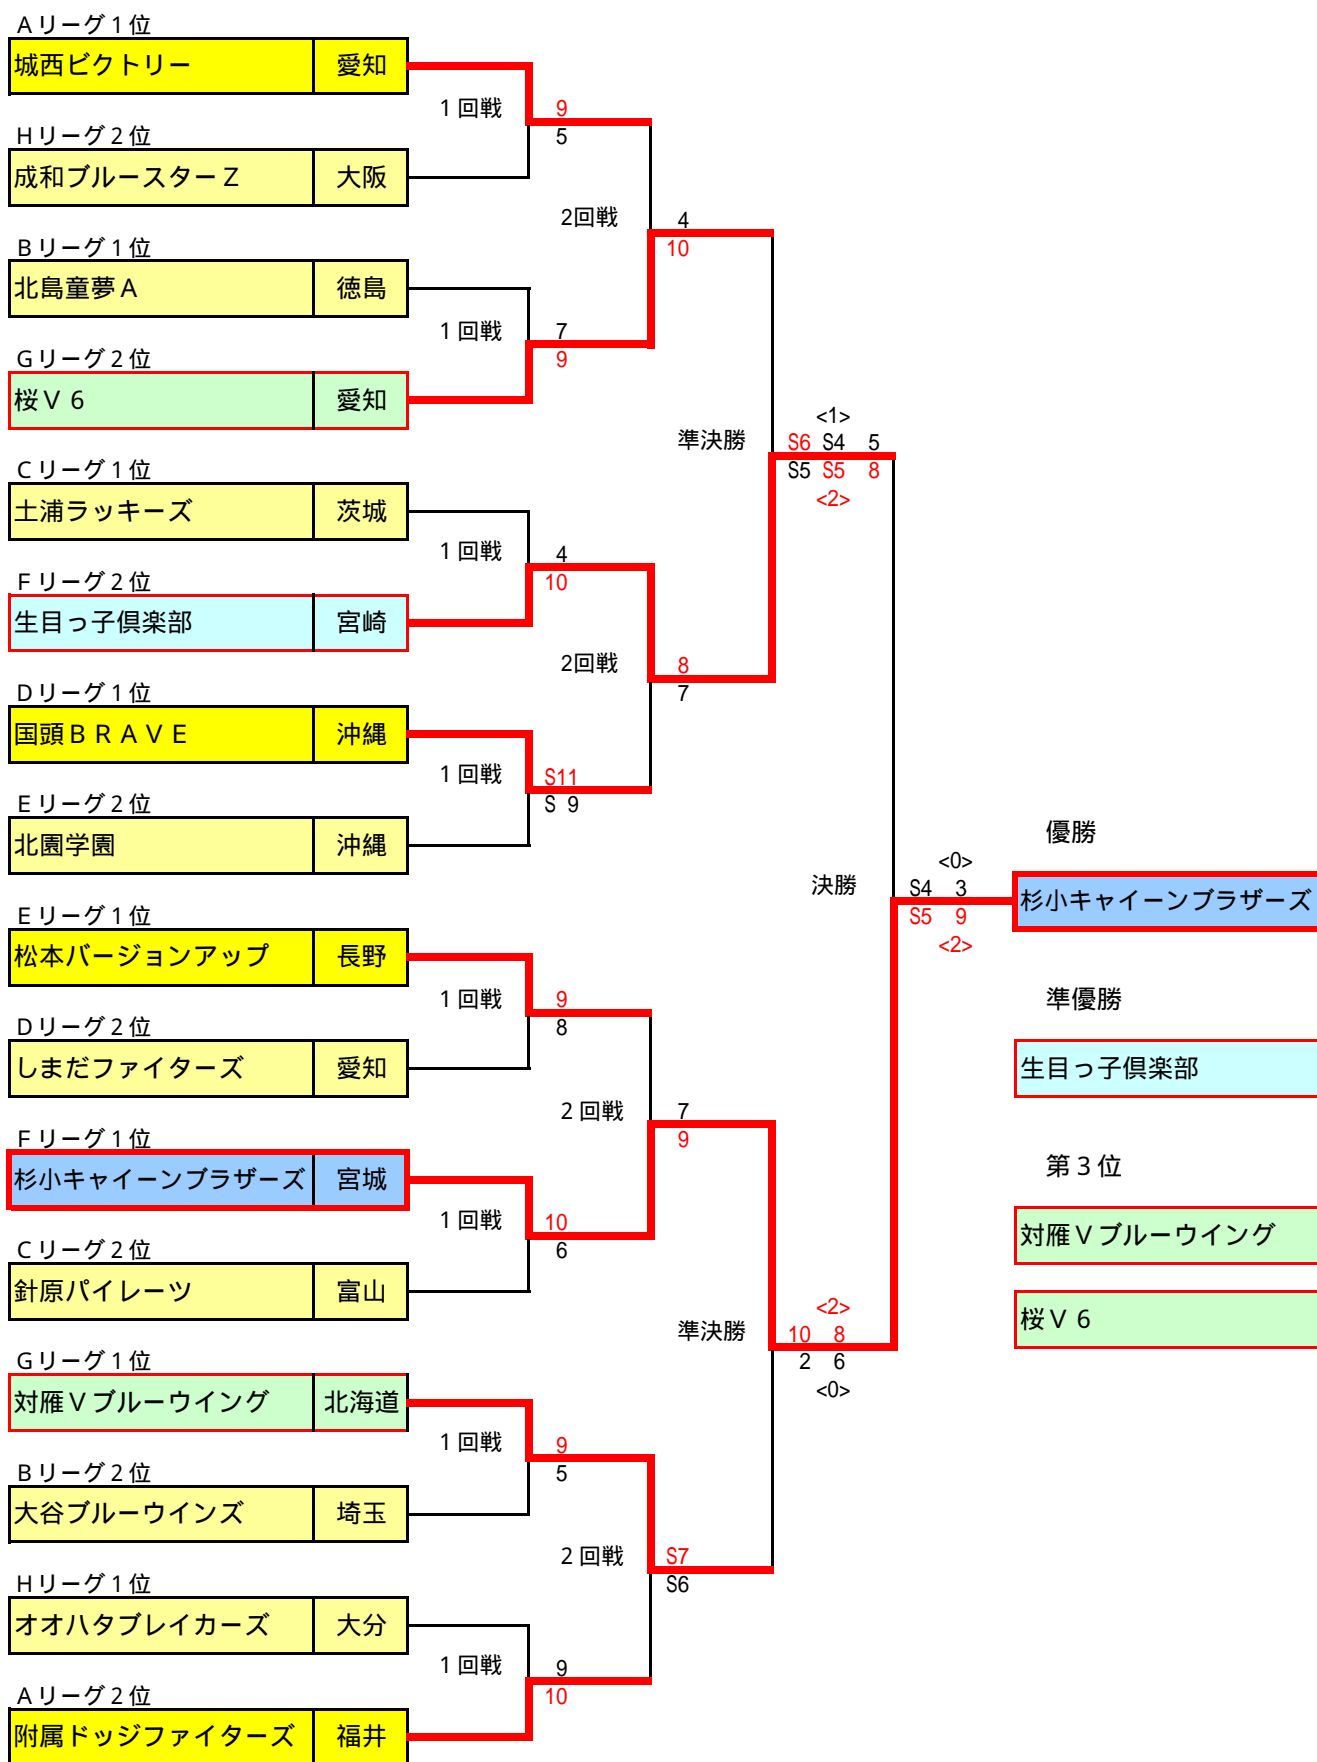 Aリーグ1位
城西ビクトリー 愛知
1回戦 9
5
Hリーグ2位
成和ブルースターZ 大阪
2回戦 4
10
Bリーグ1位
北島童夢A 徳島
1回戦 7
9
Gリーグ2位
桜V6 愛知
<1>
準決勝 S6 S4 5
S5 S5 8
<2>
Cリーグ1位
土浦ラッキーズ 茨城
1回戦 4
10
Fリーグ2位
生目っ子倶楽部 宮崎
2回戦 8
7
Dリーグ1位
国頭BRAVE 沖縄
1回戦 S11
S 9
Eリーグ2位
北園学園 沖縄
優勝
<0>
決勝 S4 3
S5 9
<2>
杉小キャイーンブラザーズ
Eリーグ1位
松本バージョンアップ 長野
1回戦 9
8
準優勝
生目っ子倶楽部
Dリーグ2位
しまだファイターズ 愛知
2回戦 7
9
Fリーグ1位
杉小キャイーンブラザーズ 宮城
第3位
対雁Vブルーウイング
桜V6
1回戦 10
6
Cリーグ2位
針原パイレーツ 富山
<2>
準決勝 10 8
2 6
<0>
Gリーグ1位
対雁Vブルーウイング 北海道
1回戦 9
5
Bリーグ2位
大谷ブルーウインズ 埼玉
2回戦 S7
S6
Hリーグ1位
オオハタブレイカーズ 大分
1回戦 9
10
Aリーグ2位
附属ドッジファイターズ 福井